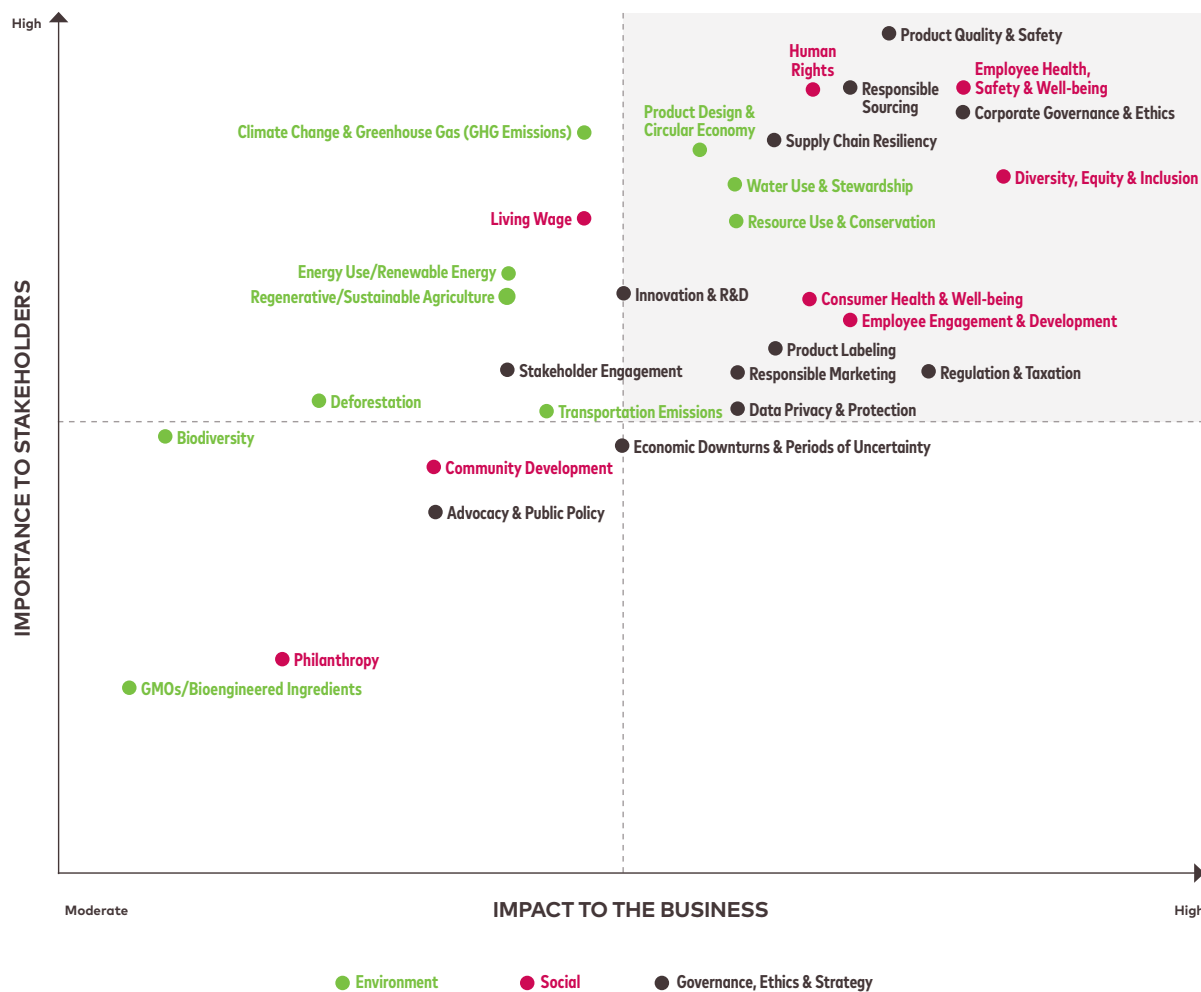 High
Product Quality & Safety
Human
Rights
Employee Health,
Safety & Well-being
Responsible
Sourcing
Corporate Governance & Ethics
Product Design &
Circular Economy
Climate Change & Greenhouse Gas (GHG Emissions)
Supply Chain Resiliency
Diversity, Equity & Inclusion
Water Use & Stewardship
Living Wage
Resource Use & Conservation
Energy Use/Renewable Energy
Regenerative/Sustainable Agriculture
Innovation & R&D
Consumer Health & Well-being
Employee Engagement & Development
Product Labeling
Stakeholder Engagement
Responsible Marketing
Regulation & Taxation
Deforestation
Transportation Emissions
Data Privacy & Protection
Biodiversity
Economic Downturns & Periods of Uncertainty
Community Development
Advocacy & Public Policy
Philanthropy
GMOs/Bioengineered Ingredients
IMPORTANCE TO STAKEHOLDERS
Moderate
IMPACT TO THE BUSINESS
High
Environment
Social
Governance, Ethics & Strategy